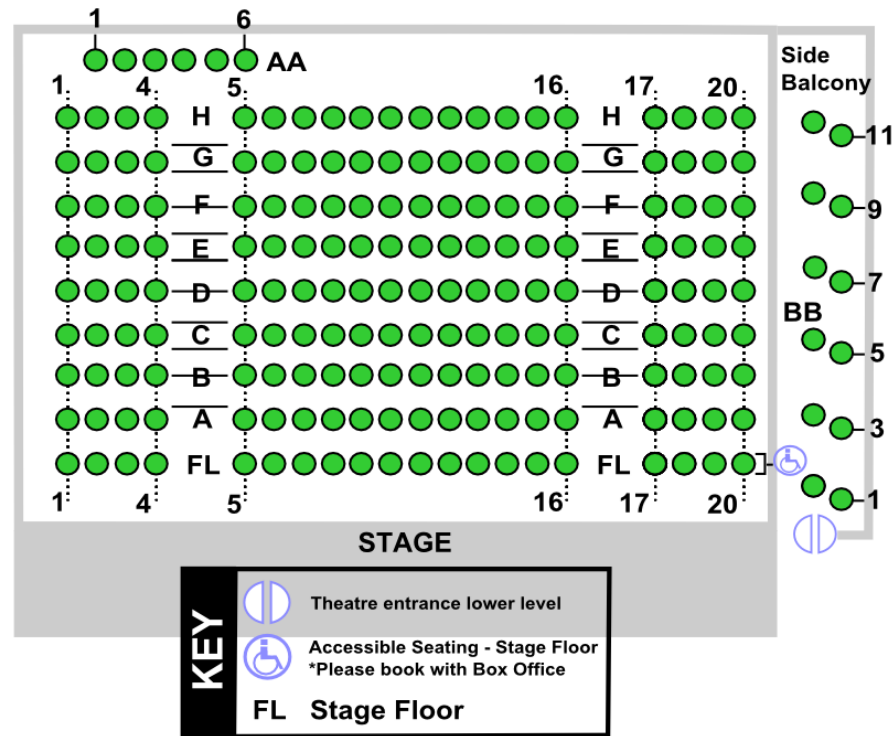 1 6
AA
Side
Balcony
1 4 5 16 17 20
H H
11
G G
F F
9
E E
D D
7
BB
C C
5
B B
A A
3
FL FL
1
1 4 5 16 17 20
STAGE
KEY
Theatre entrance lower level
Accessible Seating - Stage Floor
*Please book with Box Office
FL Stage Floor